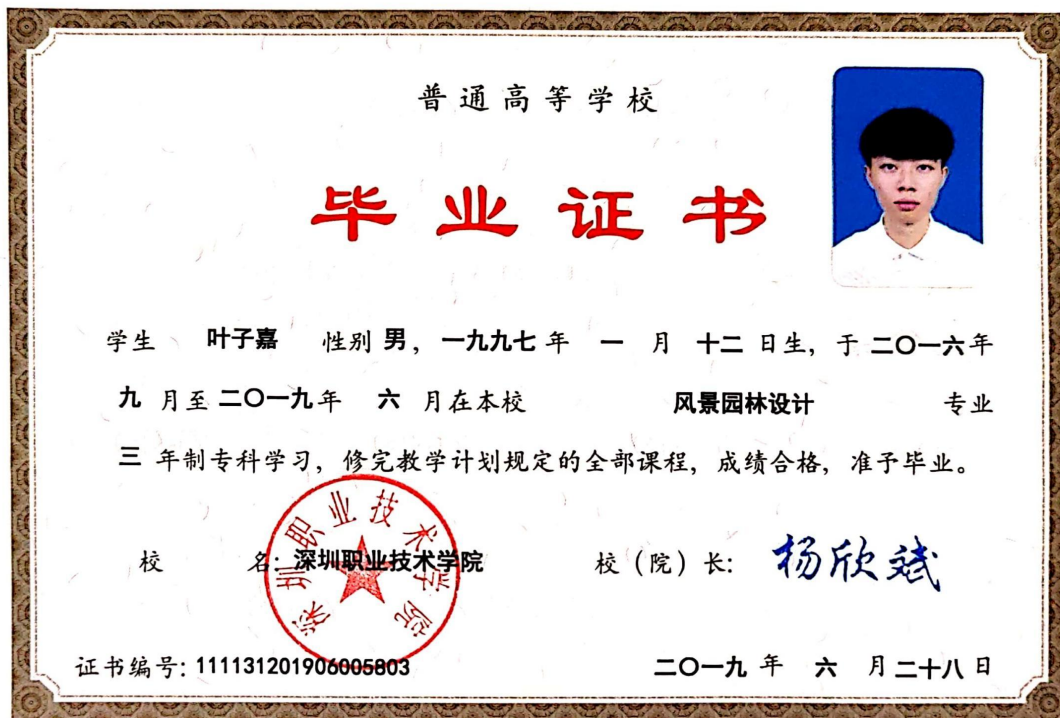 普通高等学校
毕业证书
学生 叶子嘉 性别 男，一九九七 年 一 月 十二 日生，于 二〇一六年
九 月至 二〇一九年 六 月在本校 风景园林设计 专业
三 年制专科学习，修完教学计划规定的全部课程，成绩合格，准予毕业。
深圳职业技术学院
校 名：深圳职业技术学院 校（院）长： 杨欣斌
证书编号：111131201906005803 二〇一九 年 六 月二十八日